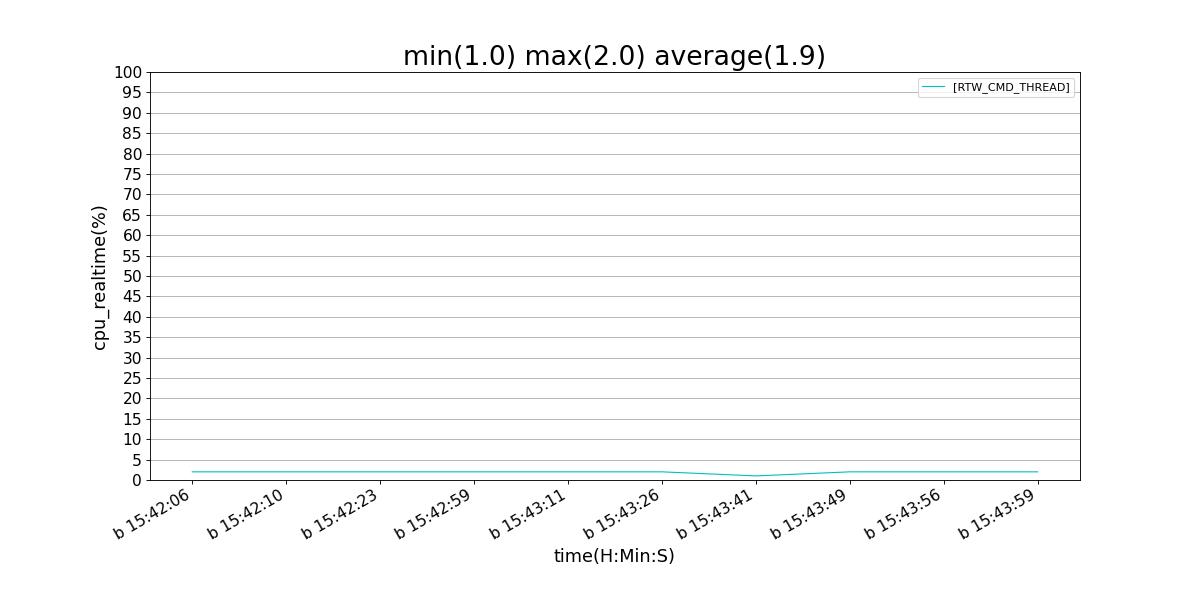 min(1.0) max(2.0) average(1.9)
[RTW_CMD_THREAD]
cpu_realtime(%)
100
95
90
85
80
75
70
65
60
55
50
45
40
35
30
25
20
15
10
5
0
b 15:42:06
b 15:42:10
b 15:42:23
b 15:42:59
b 15:43:11
b 15:43:26
b 15:43:41
b 15:43:49
b 15:43:56
b 15:43:59
time(H:Min:S)